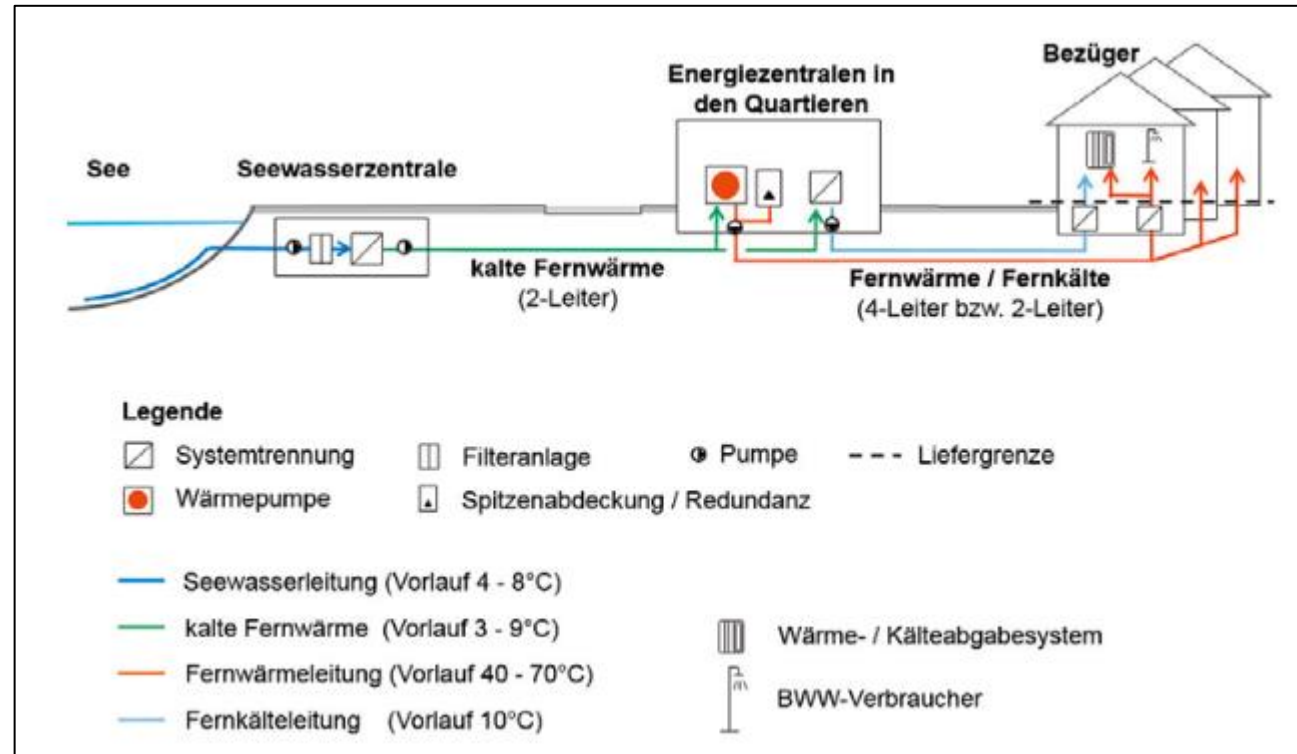 Bezüger
Energiezentralen in
den Quartieren
See
Seewasserzentrale
kalte Fernwärme
(2-Leiter)
Fernwärme / Fernkälte
(4-Leiter bzw. 2-Leiter)
Legende
Systemtrennung
Filteranlage
Pumpe
Liefergrenze
Wärmepumpe
Spitzenabdeckung / Redundanz
Seewasserleitung (Vorlauf 4 - 8°C)
kalte Fernwärme (Vorlauf 3 - 9°C)
Fernwärmeleitung (Vorlauf 40 - 70°C)
Fernkälteleitung (Vorlauf 10°C)
Wärme- / Kälteabgabesystem
BWW-Verbraucher